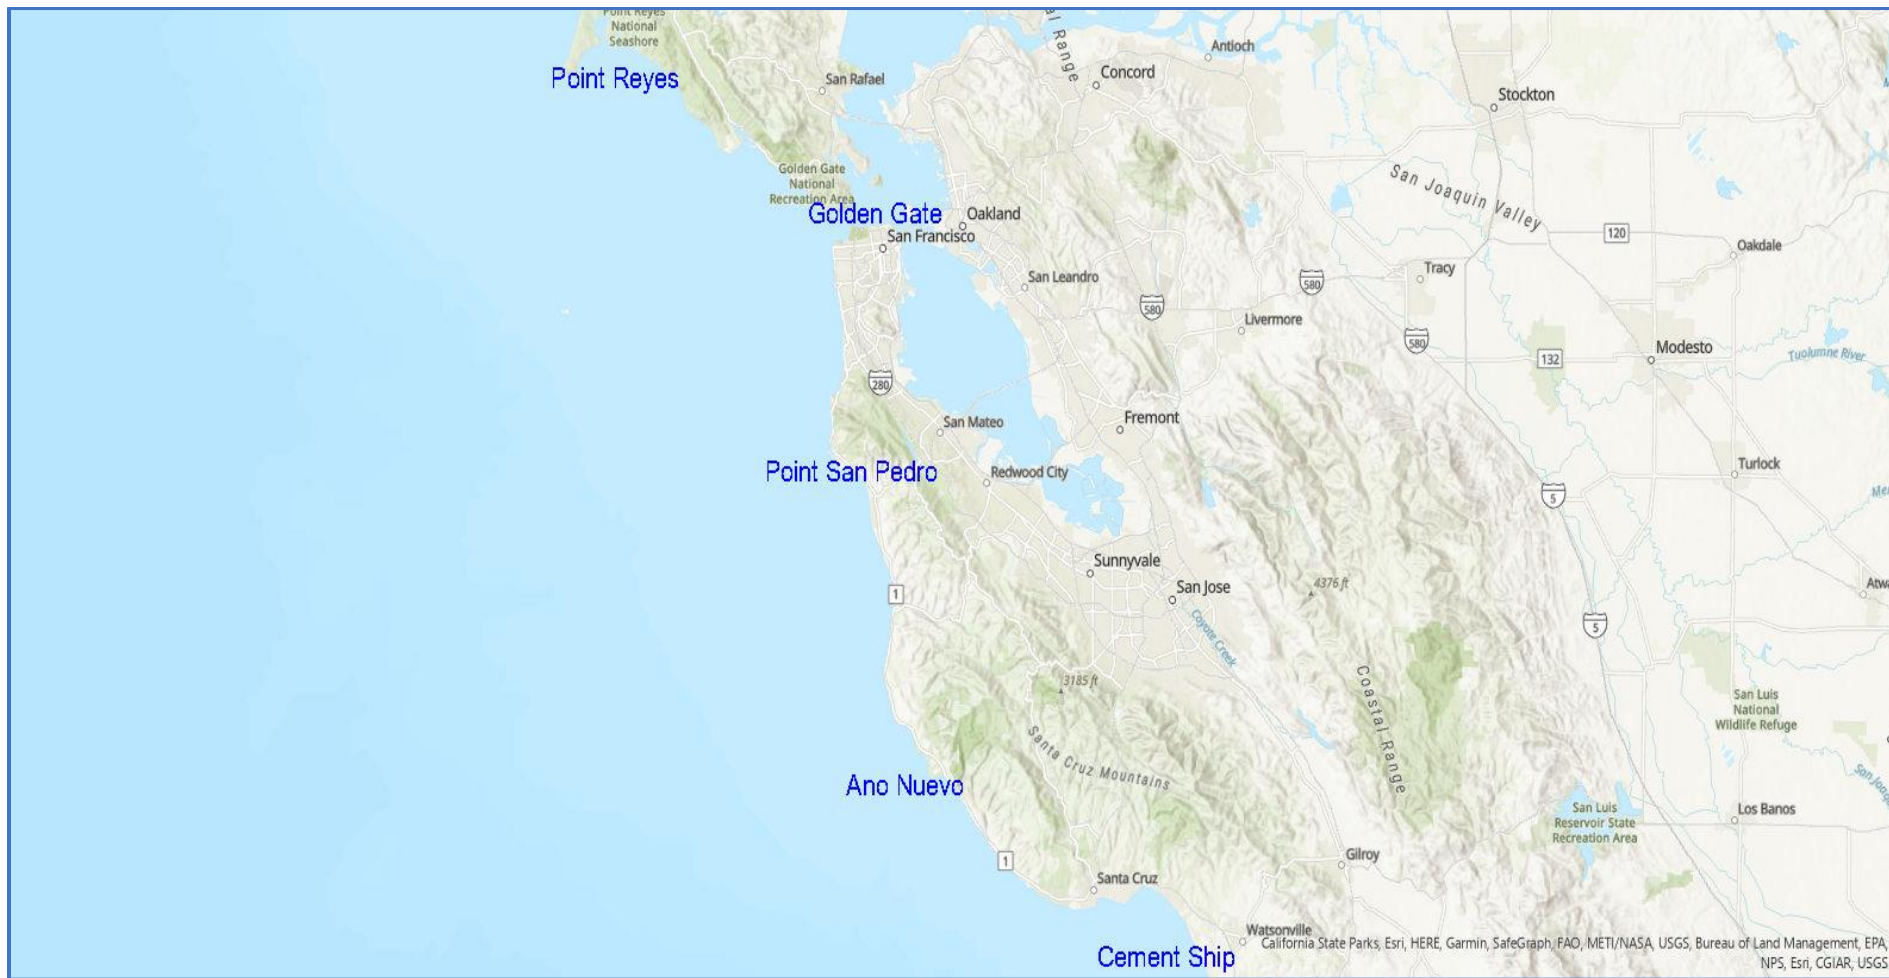 Point Reyes
National
Seashore
Point Reyes
San Rafael
Golden Gate
National
Recreation Area
Golden Gate
San Francisco
Oakland
San Leandro
Concord
Antioch
Stockton
San Joaquin Valley
120
Oakdale
Tracy
580
580
580
Livermore
132
Modesto
Tuolumne River
280
San Mateo
Fremont
Point San Pedro
Redwood City
Turlock
5
Sunnyvale
San Jose
Coyote Creek
4376 ft
1
5
3185 ft
Coastal Range
San Luis
National
Wildlife Refuge
Santa Cruz Mountains
Ano Nuevo
San Luis
Reservoir State
Recreation Area
Los Banos
1
Gilroy
Santa Cruz
Watsonville
Cement Ship
California State Parks, Esri, HERE, Garmin, SafeGraph, FAO, METI/NASA, USGS, Bureau of Land Management, EPA,
NPS, Esri, CGIAR, USGS